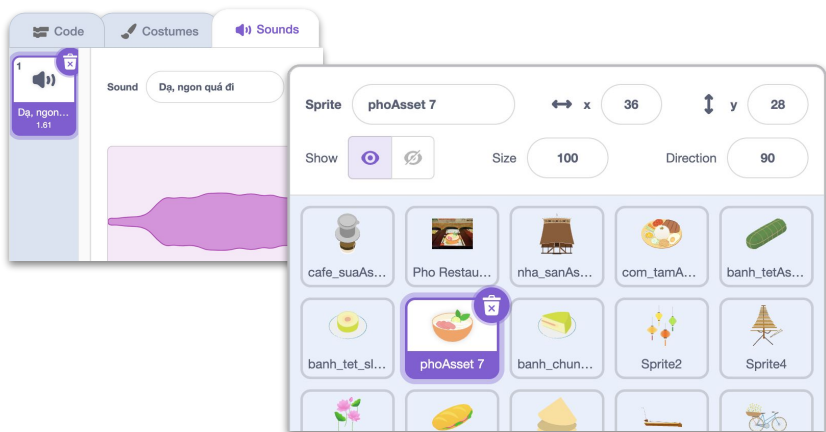 Code Costumes Sounds
1
Dạ, ngon...
1.61
Sound Dạ, ngon quá đi
Sprite phoAsset 7 x 36 y 28
Show Size 100 Direction 90
cafe_suaAs... Pho Restau... nha_sanAs... com_tamA... banh_tetAs...
banh_tet_sl... phoAsset 7 banh_chun... Sprite2 Sprite4